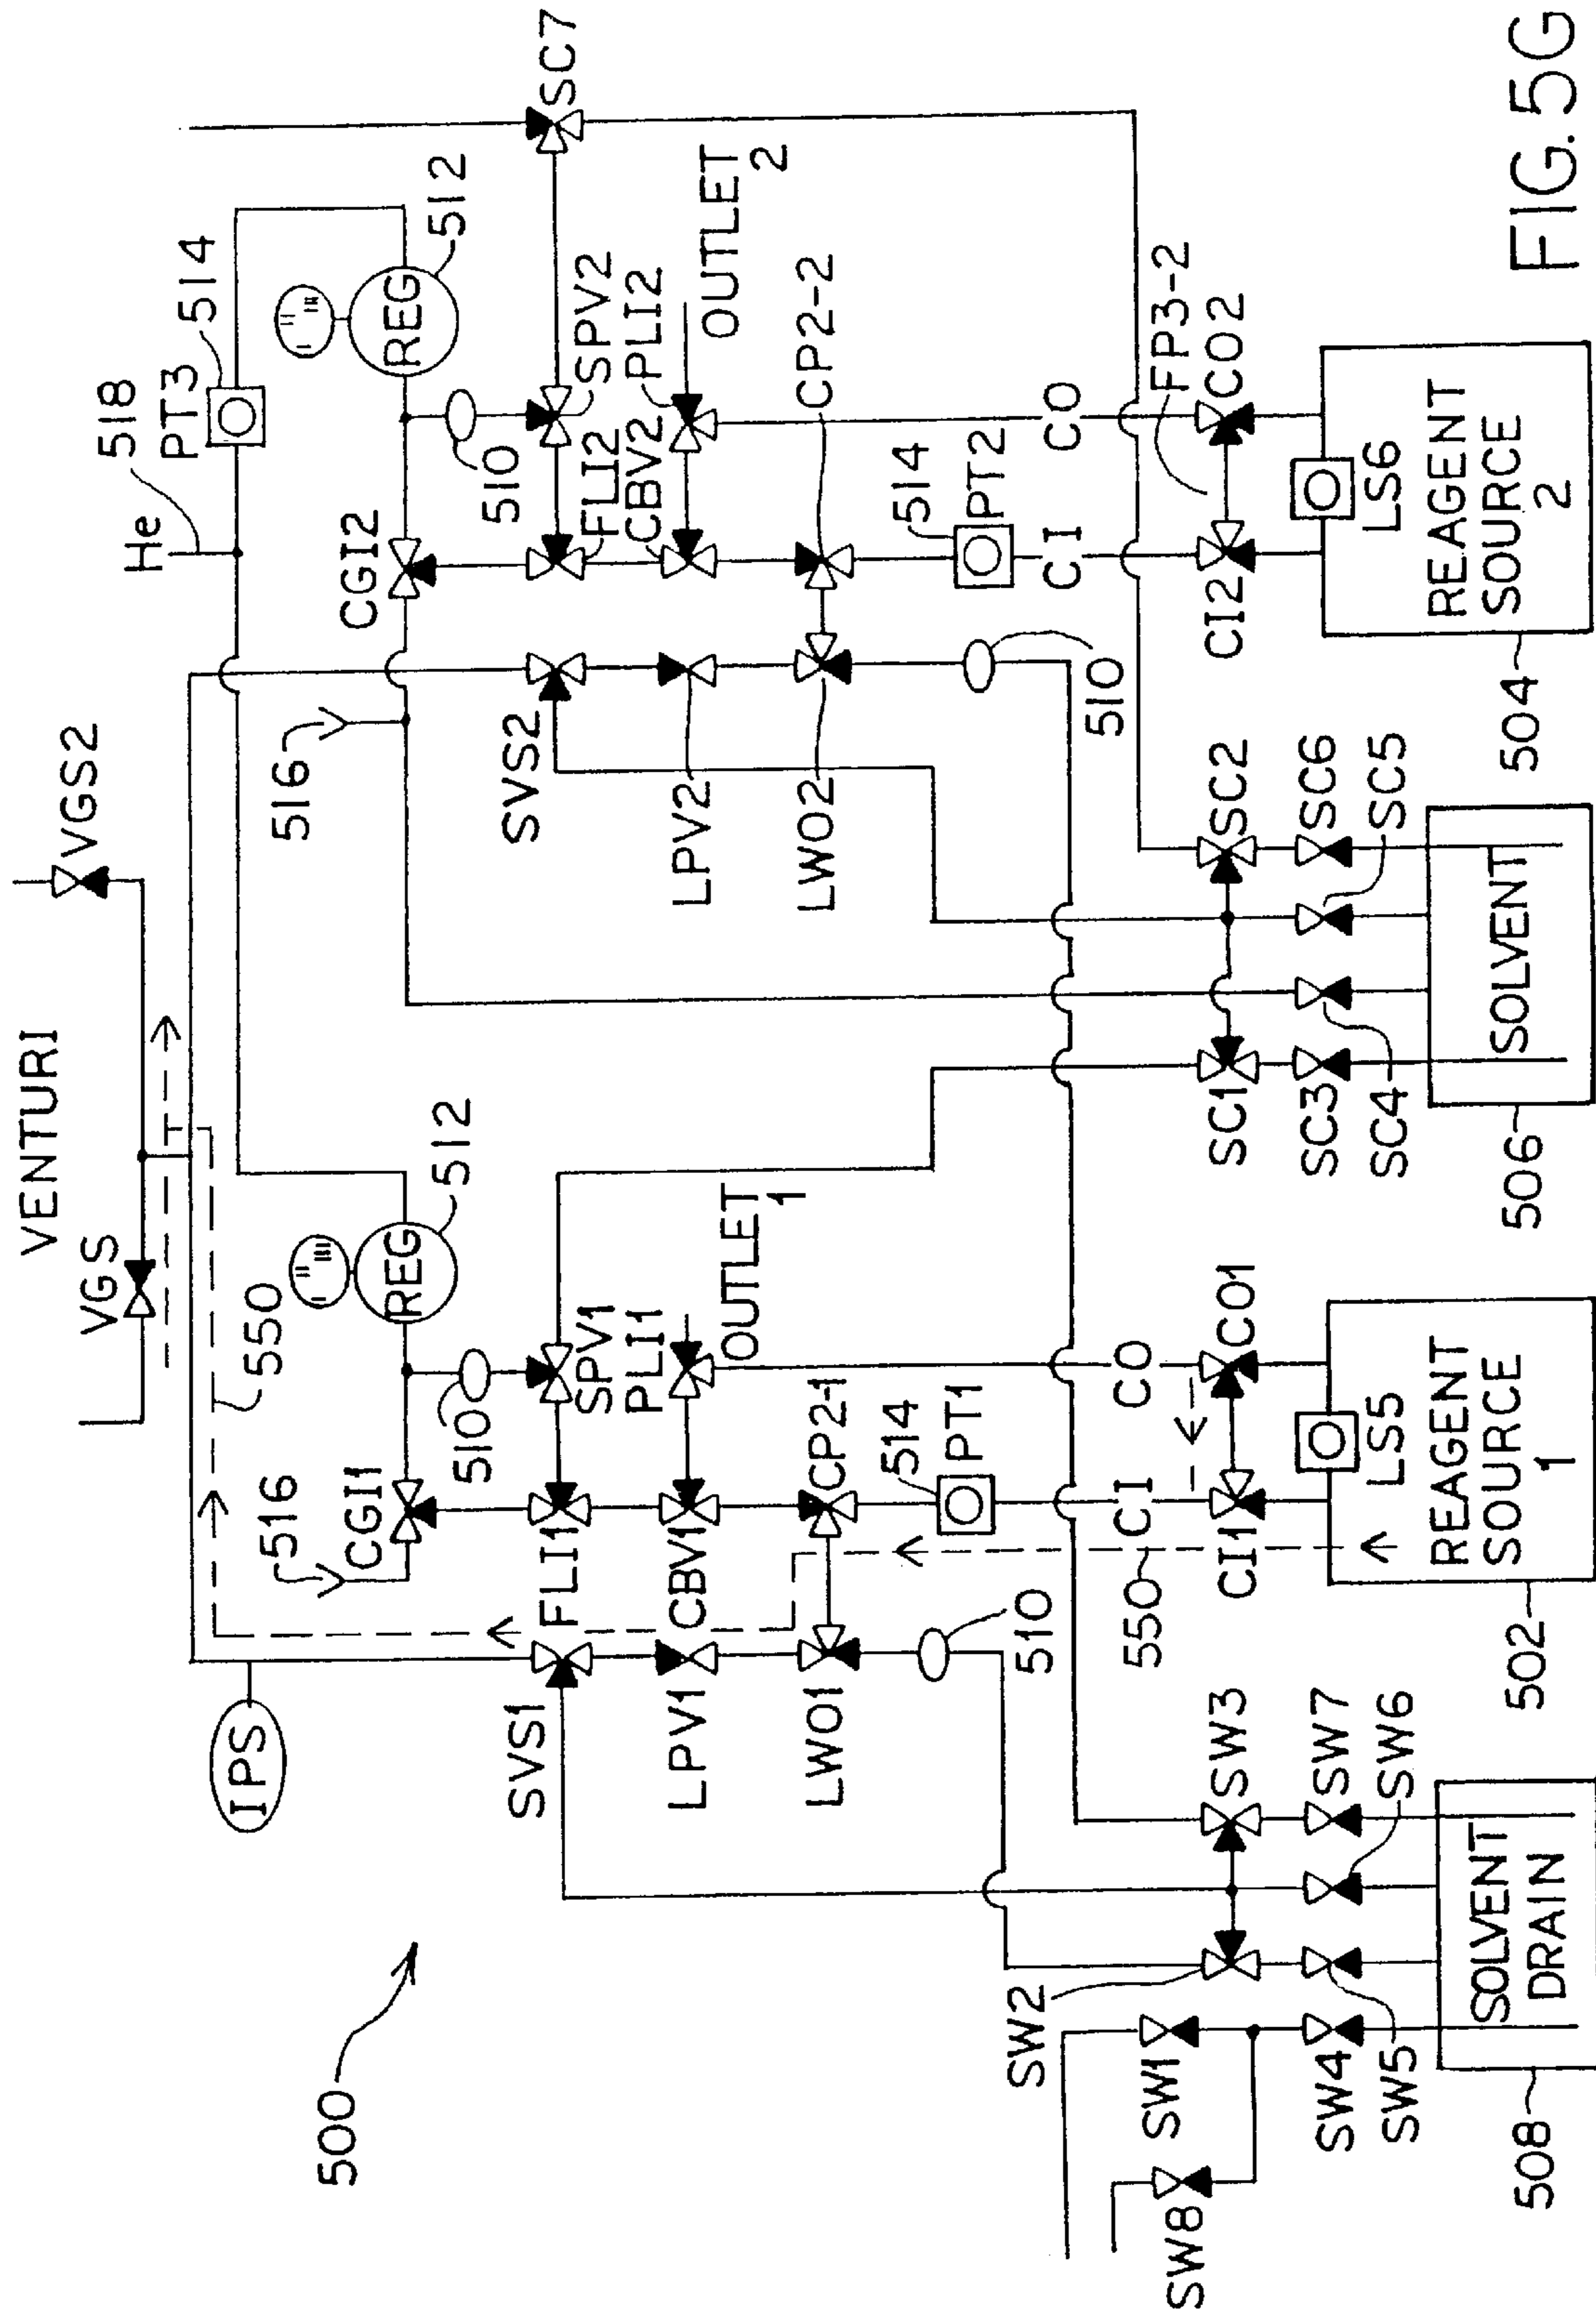 500
VENTURI
VGS
VGS2
550
IPS
516
CGI1
REG
512
510
SPV1
PLI1
OUTLET
1
SVS1
FLI1
LPV1
CBV1
LWO1
CP2-1
514
PT1
510
CI
CO
550
CI1
CO1
LS5
REAGENT
SOURCE
1
502
He
518
PT3
514
REG
512
516
CGI2
510
SC7
SVS2
FLI2
SPV2
CBV2
PLI2
OUTLET
2
LPV2
LWO2
CP2-2
514
PT2
510
CI
CO
FP3-2
CI2
CO2
LS6
REAGENT
SOURCE
2
504
SW3
SW2
SW1
SW8
SW7
SW6
SW4
SW5
SOLVENT
DRAIN
508
SC1
SC2
SC3
SC4
SC6
SC5
SOLVENT
506
FIG.5G